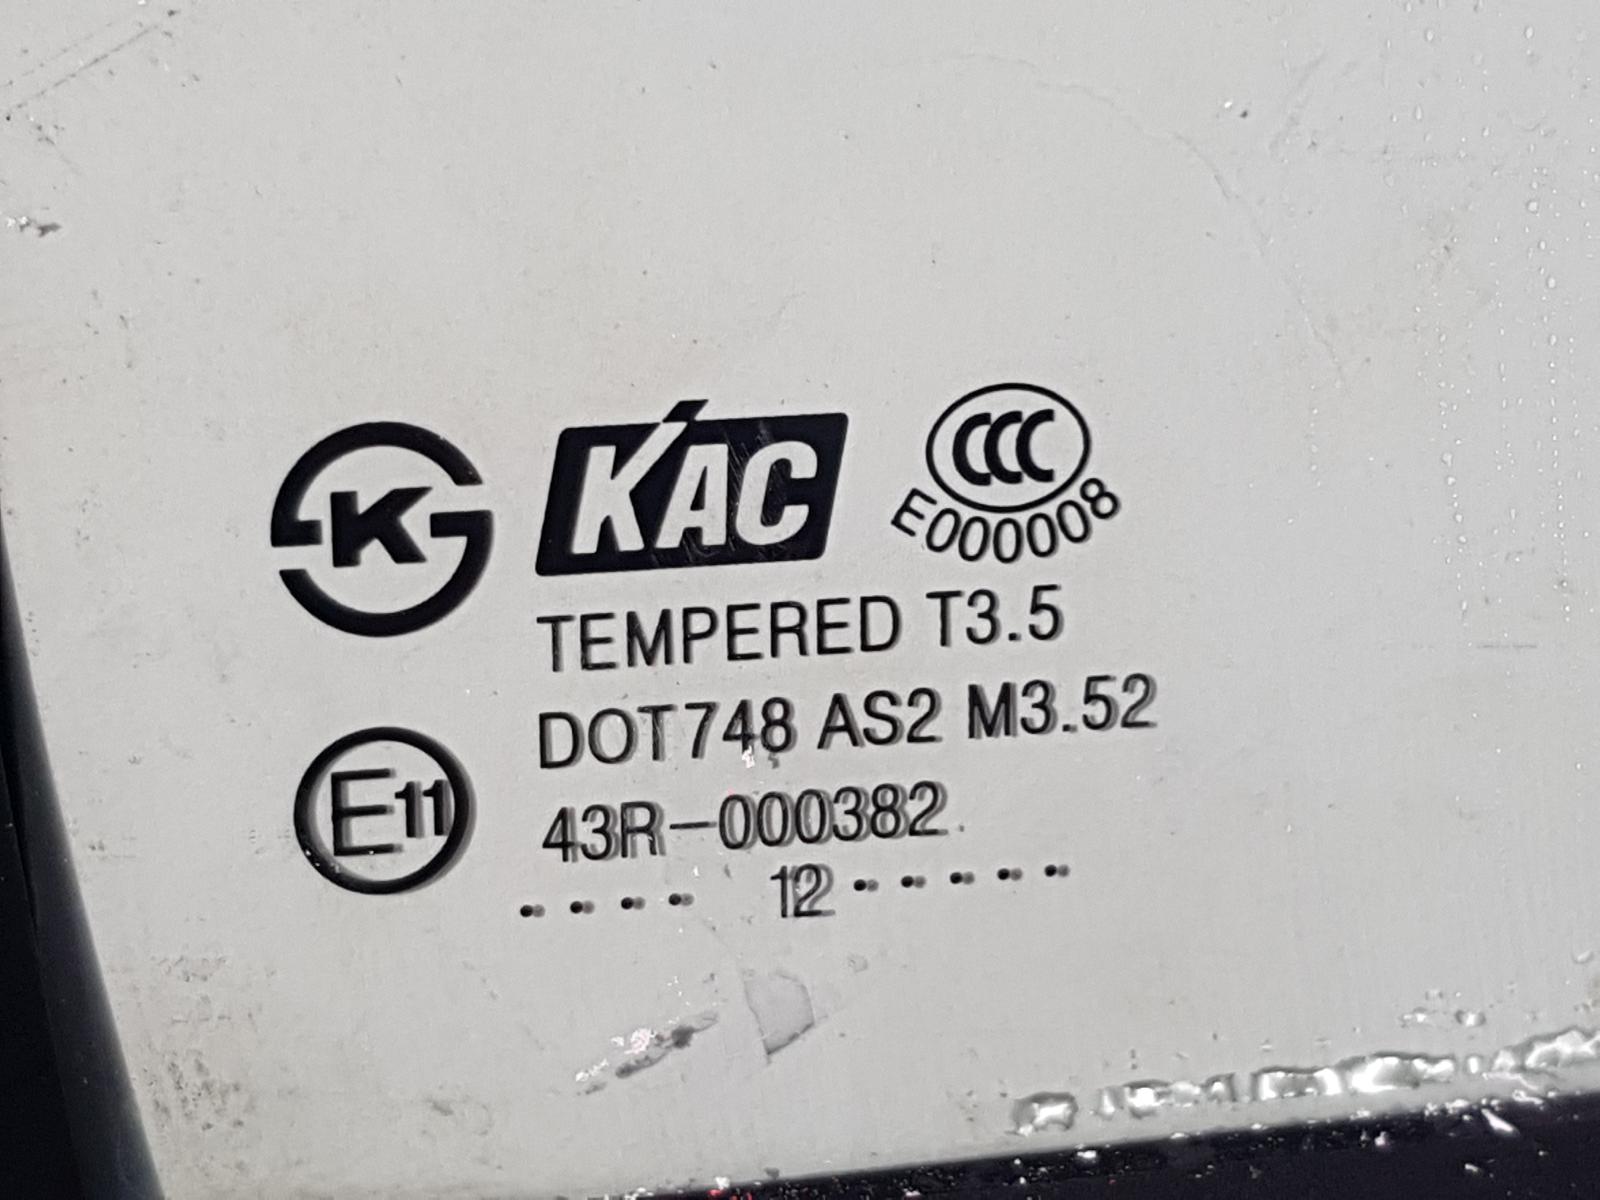 K
KAC
CCC
E000008
TEMPERED T3.5
DOT748 AS2 M3.52
E11
43R-000382
.... 12.....